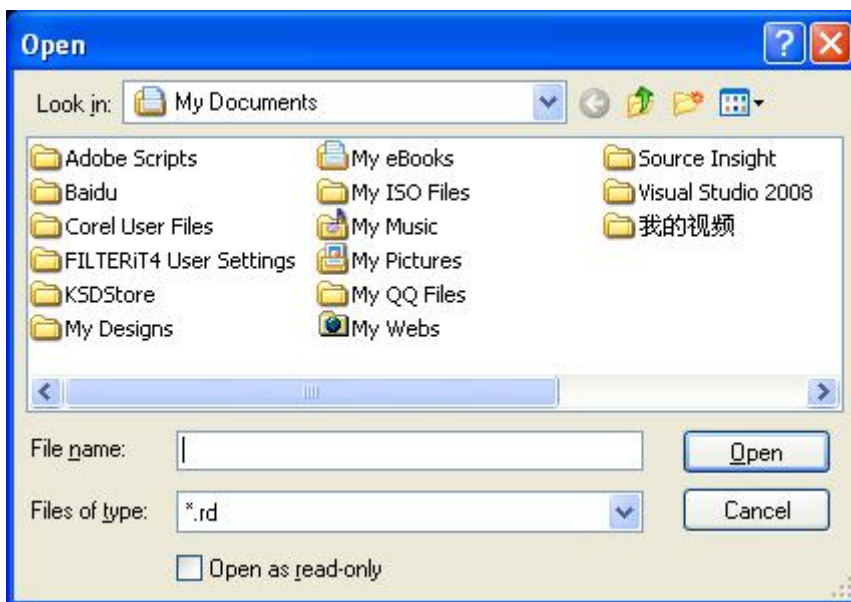 Open
Look in: My Documents
Adobe Scripts
Baidu
Corel User Files
FILTERiT4 User Settings
KSDStore
My Designs
My eBooks
My ISO Files
My Music
My Pictures
My QQ Files
My Webs
Source Insight
Visual Studio 2008
我的视频
File name:
Open
Files of type: *.rd
Cancel
Open as read-only